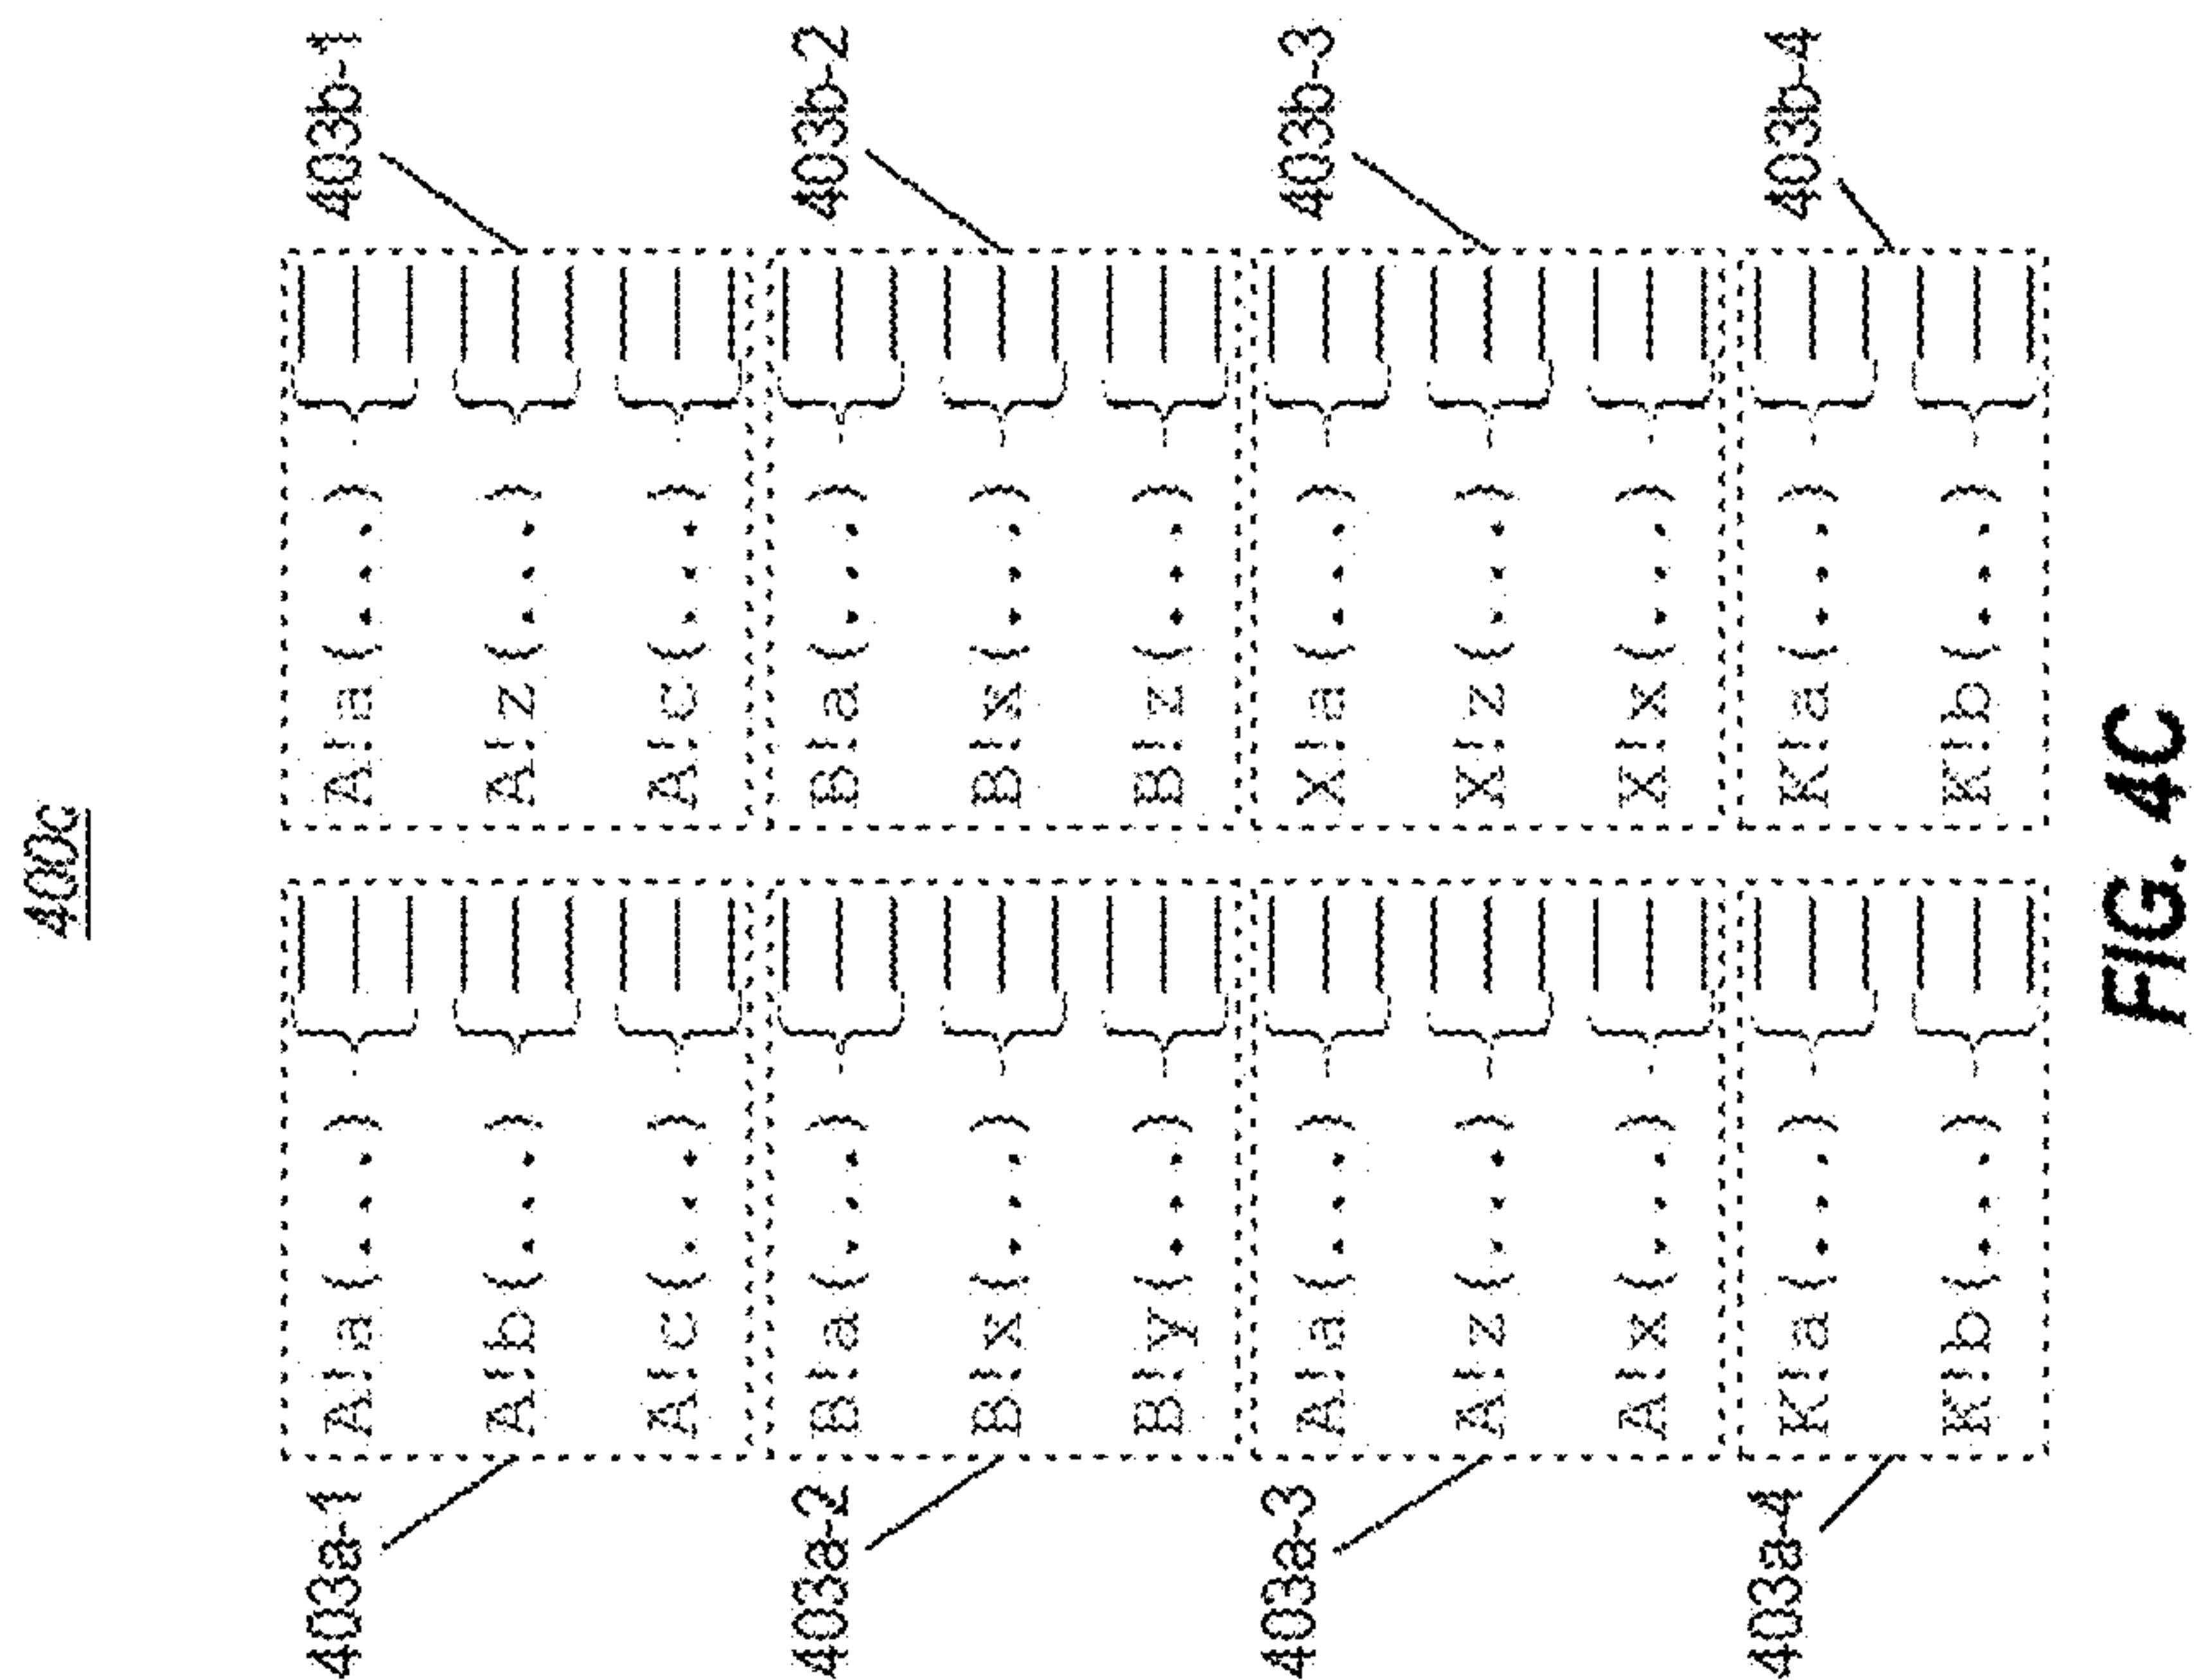 400c
403a-1 A!a(...) A!a(...) 403b-1
A!b(...) A!z(...)
A!c(...) A!c(...)
403a-2 B!a(...) B!a(...) 403b-2
B!x(...) B!x(...)
B!y(...) B!z(...)
403a-3 A!a(...) X!a(...) 403b-3
A!z(...) X!z(...)
A!x(...) X!x(...)
403a-4 K!a(...) K!a(...) 403b-4
K!b(...) K!b(...)
FIG. 4C